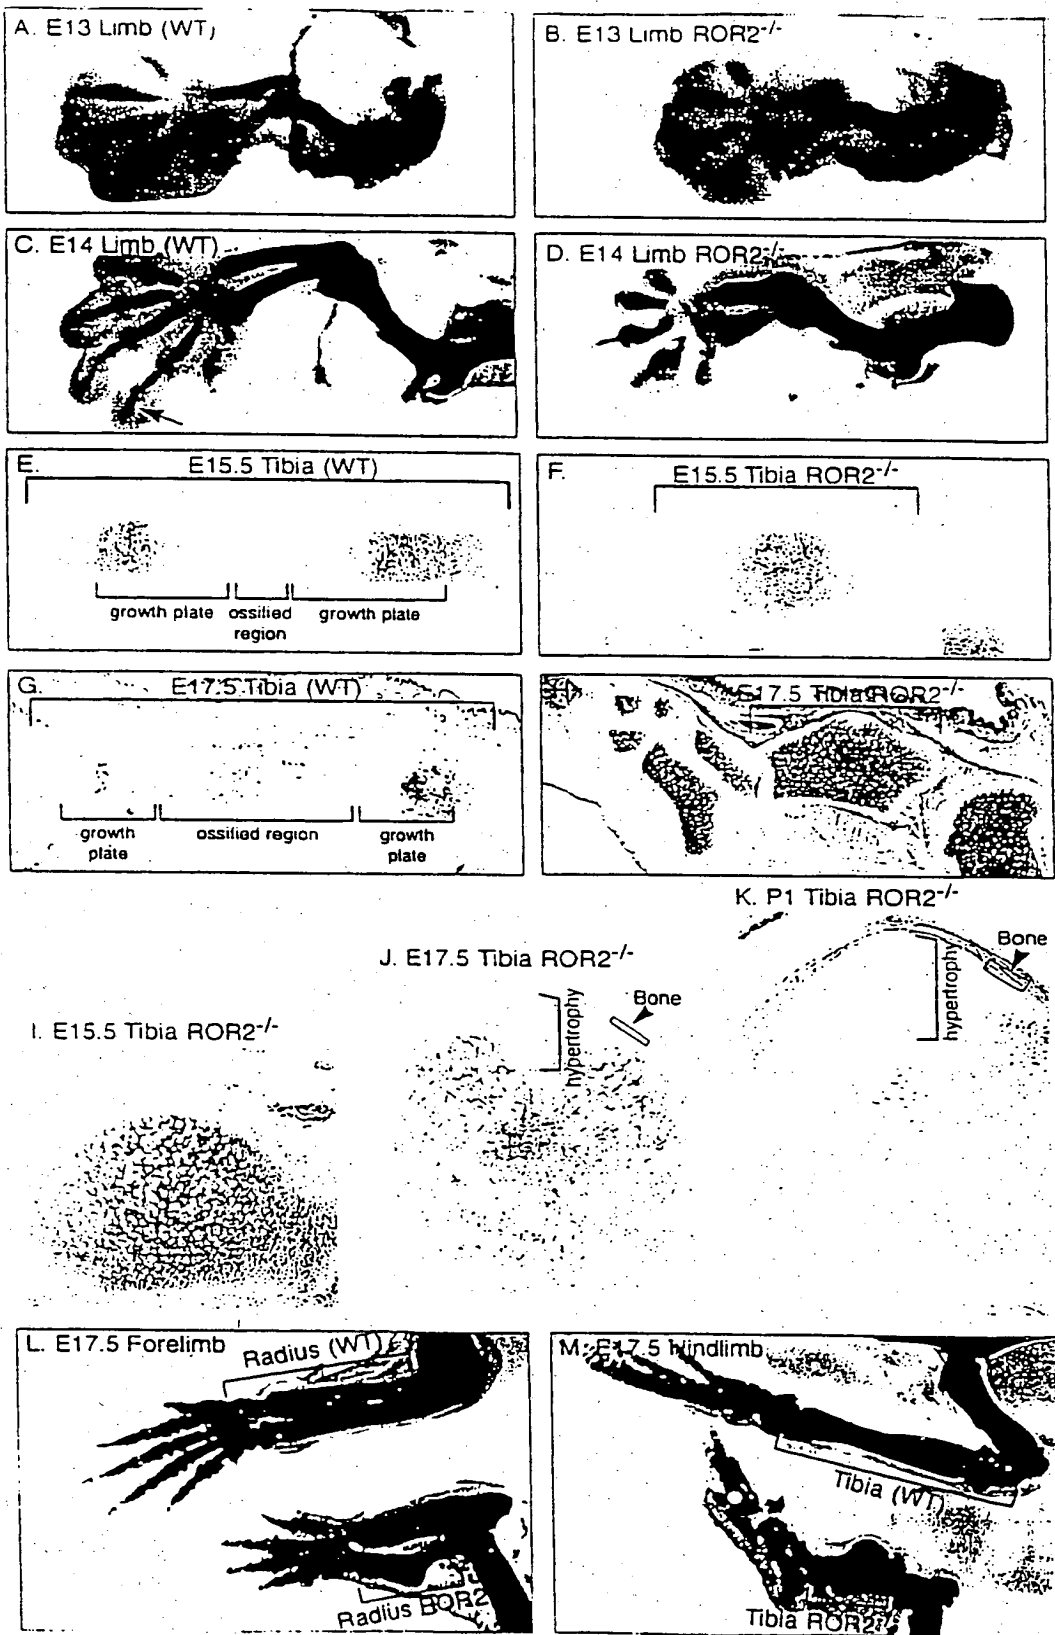 A. E13 Limb (WT)
B. E13 Limb ROR2-/-
C. E14 Limb (WT)
D. E14 Limb ROR2-/-
E.
E15.5 Tibia (WT)
growth plate
ossified region
growth plate
F.
E15.5 Tibia ROR2-/-
G.
E17.5 Tibia (WT)
growth plate
ossified region
growth plate
E17.5 Tibia ROR2-/-
I. E15.5 Tibia ROR2-/-
J. E17.5 Tibia ROR2-/-
hypertrophy
Bone
K. P1 Tibia ROR2-/-
hypertrophy
Bone
L. E17.5 Forelimb
Radius (WT)
Radius ROR2
M. E17.5 Hindlimb
Tibia (WT)
Tibia ROR2